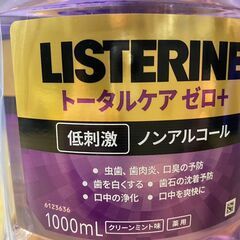 LISTERINE
トータルケア ゼロ+
低刺激 ノンアルコール
• 虫歯、歯肉炎、口臭の予防
• 歯を白くする • 歯石の沈着予防
• 口中の浄化 • 口中を爽快に
6123636
1000mL クリーンミント味 薬用